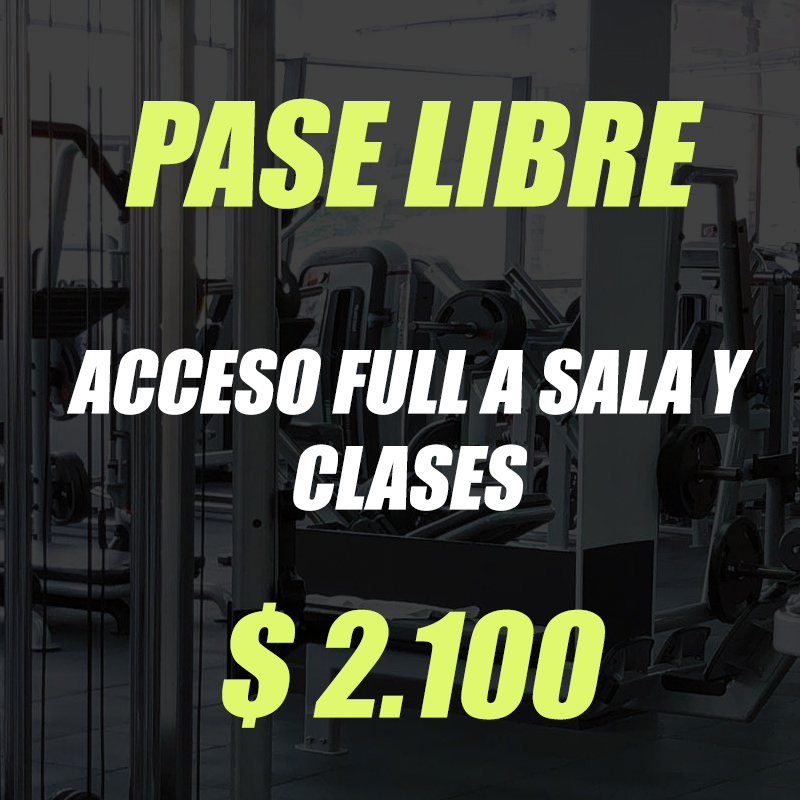 PASE LIBRE
ACCESO FULL A SALA Y
CLASES
$ 2.100